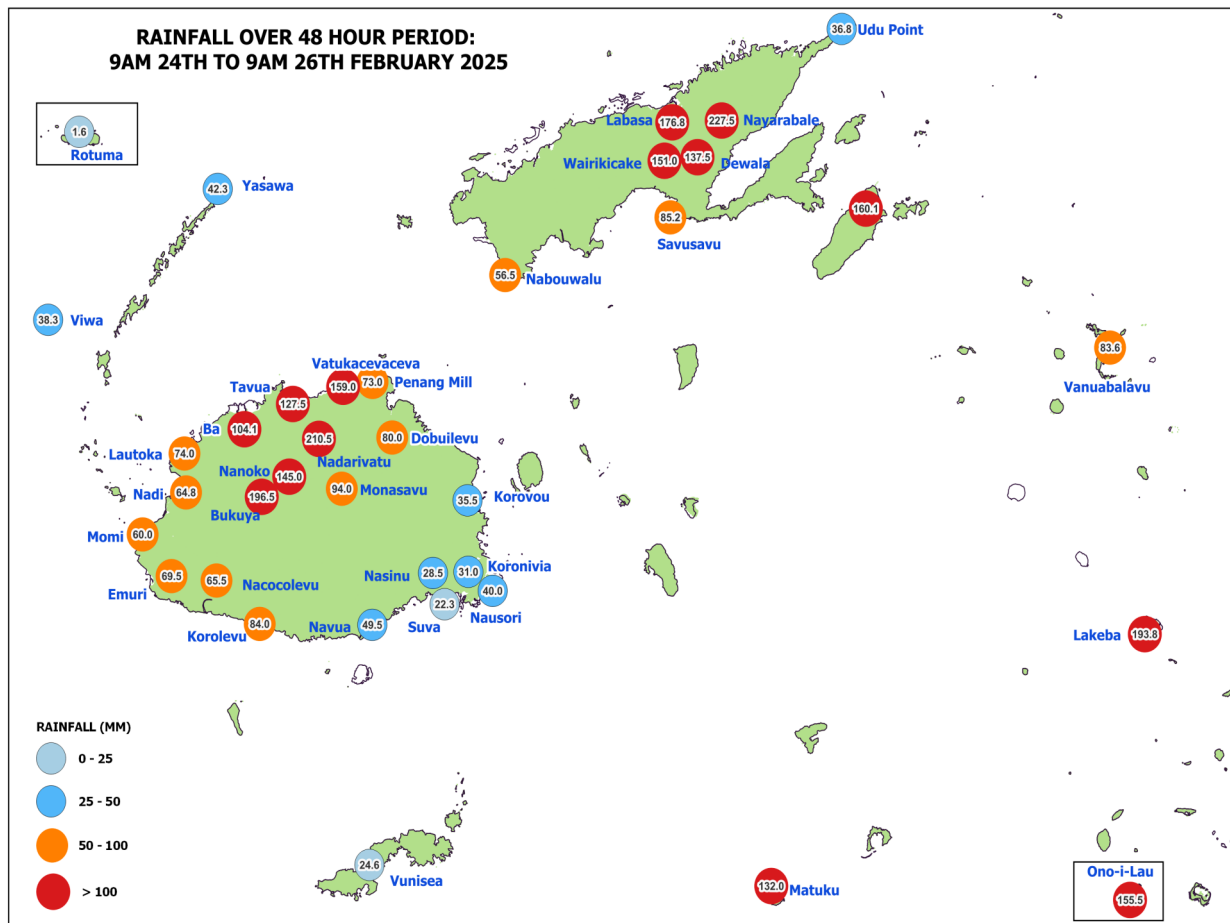 RAINFALL OVER 48 HOUR PERIOD:
9AM 24TH TO 9AM 26TH FEBRUARY 2025
36.8 Udu Point
1.6
Rotuma
Labasa 176.8
227.5 Nayarabale
Wairikicake 151.0
137.5 Dewala
42.3 Yasawa
160.1
85.2
Savusavu
56.5 Nabouwalu
38.3 Viwa
83.6
Vanuabalavu
Vatukacevaceva
159.0
73.0 Penang Mill
Tavua
127.5
Ba 104.1
210.5
Nadarivatu
80.0 Dobuilevu
Lautoka 74.0
Nanoko 145.0
Nadi 64.8
196.5
Bukuya
94.0 Monasavu
35.5 Korovou
Momi 60.0
69.5
Emuri
65.5 Nacocolevu
Nasinu 28.5
31.0 Koronivia
40.0
Nausori
22.3
Suva
Korolevu 84.0
Navua 49.5
Lakeba 193.8
RAINFALL (MM)
0 - 25
25 - 50
50 - 100
> 100
24.6
Vunisea
132.0 Matuku
Ono-i-Lau
155.5